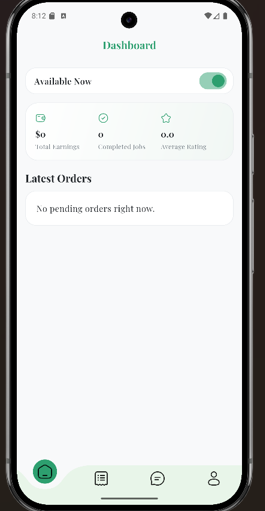 8:12
Dashboard
Available Now
$0 0 0.0
Total Earnings Completed Jobs Average Rating
Latest Orders
No pending orders right now.